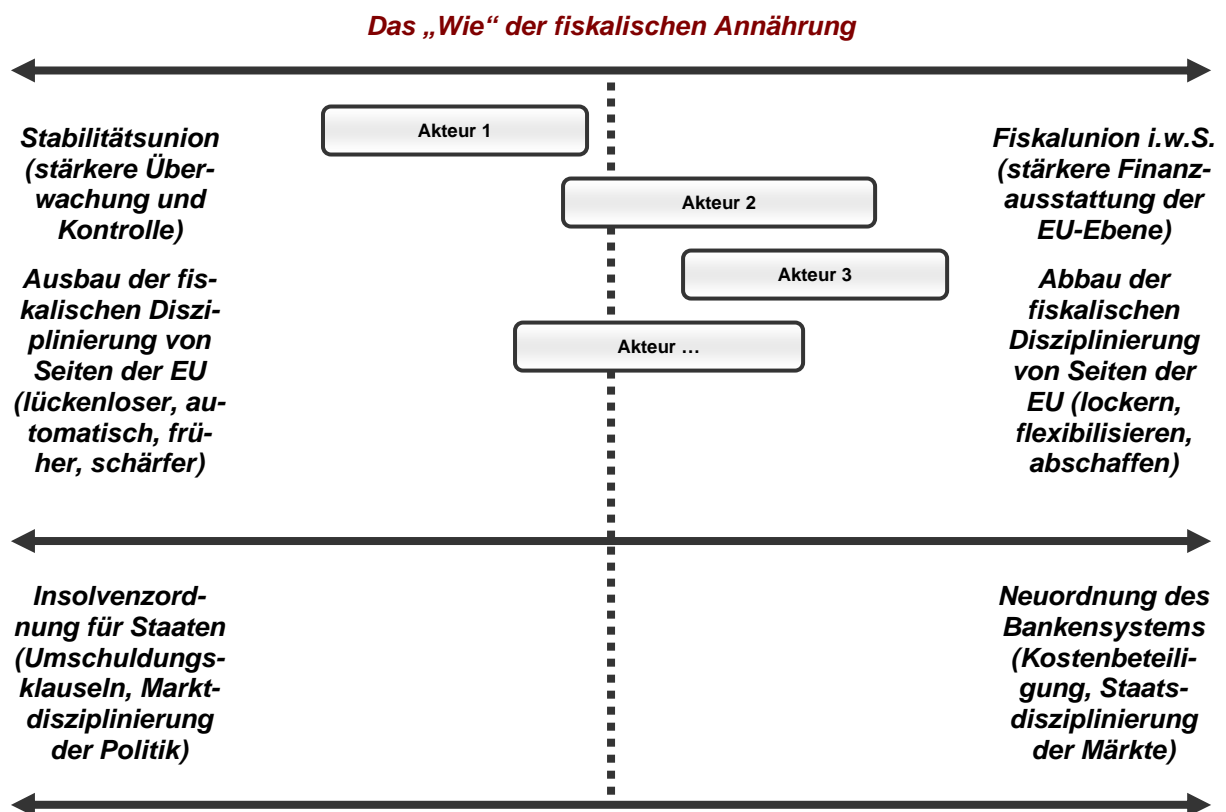 Das „Wie“ der fiskalischen Annährung
Akteur 1
Stabilitätsunion
(stärkere Über-
wachung und
Kontrolle)
Fiskalunion i.w.S.
(stärkere Finanz-
ausstattung der
EU-Ebene)
Akteur 2
Akteur 3
Ausbau der fis-
kalischen Diszi-
plinierung von
Seiten der EU
(lückenloser, au-
tomatisch, frü-
her, schärfer)
Abbau der
fiskalischen
Disziplinierung
von Seiten der
EU (lockern,
flexibilisieren,
abschaffen)
Akteur …
Insolvenzord-
nung für Staaten
(Umschuldungs-
klauseln, Markt-
disziplinierung
der Politik)
Neuordnung des
Bankensystems
(Kostenbeteili-
gung, Staats-
disziplinierung
der Märkte)